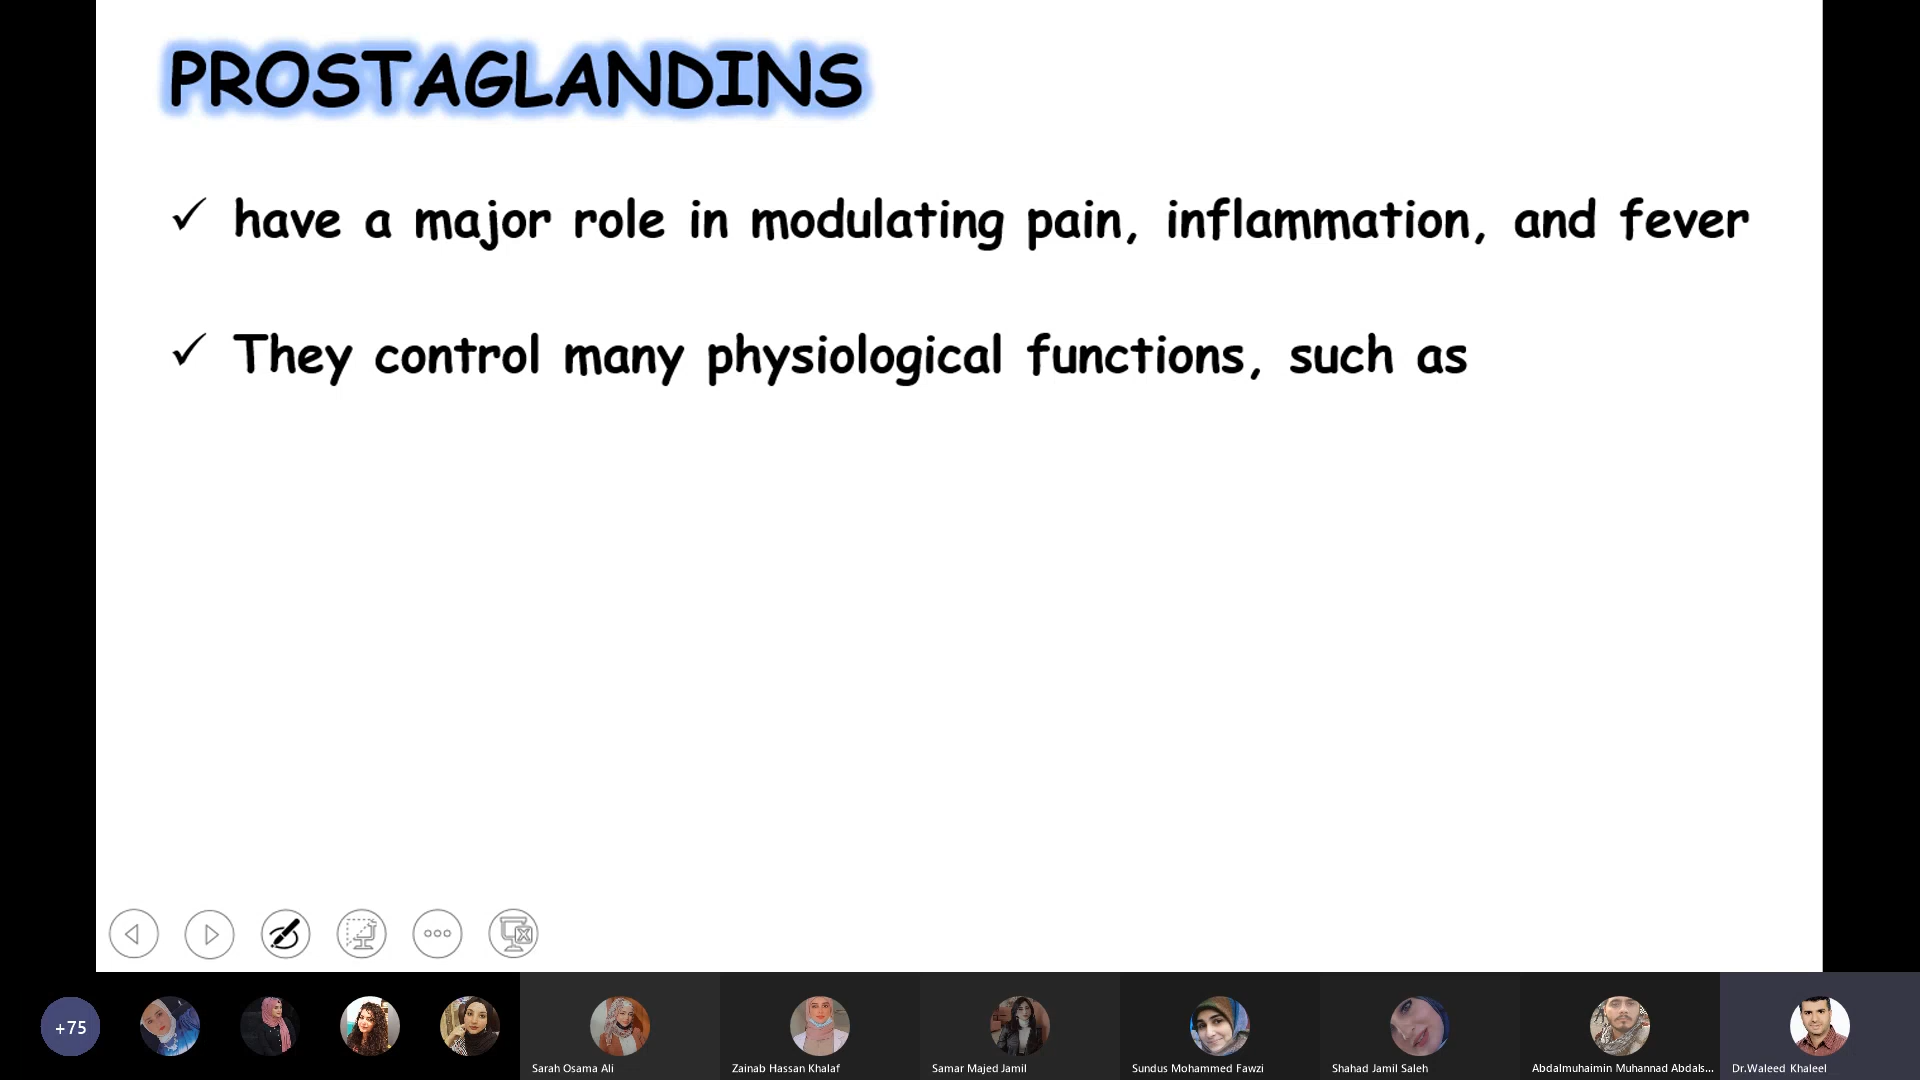 PROSTAGLANDINS
✓ have a major role in modulating pain, inflammation, and fever
✓ They control many physiological functions, such as
+75
Sarah Osama Ali
Zainab Hassan Khalaf
Samar Majed Jamil
Sundus Mohammed Fawzi
Shahad Jamil Saleh
Abdalmuhaimin Muhannad Abdals...
Dr.Waleed Khaleel